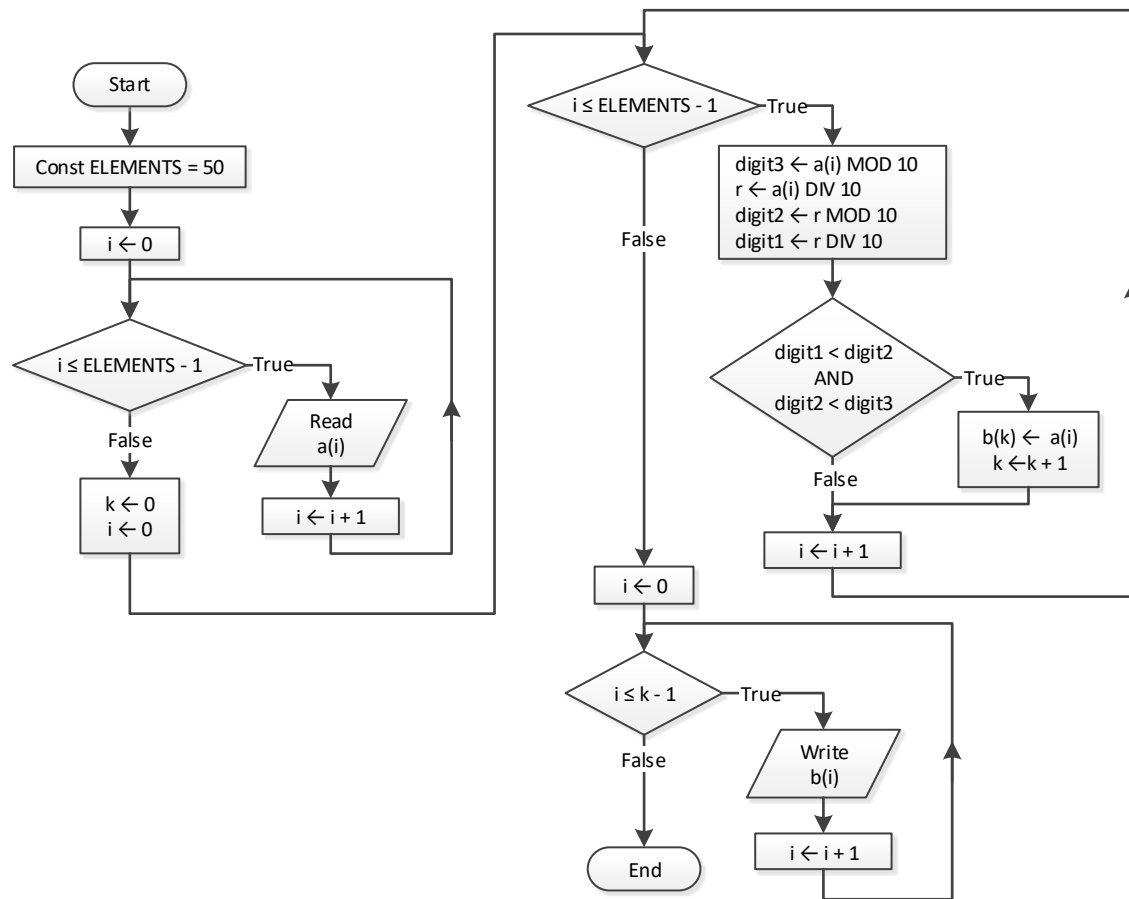 Start
Const ELEMENTS = 50
i ← 0
i ≤ ELEMENTS - 1
True
Read
a(i)
i ← i + 1
False
k ← 0
i ← 0
i ≤ ELEMENTS - 1
True
digit3 ← a(i) MOD 10
r ← a(i) DIV 10
digit2 ← r MOD 10
digit1 ← r DIV 10
digit1 < digit2
AND
digit2 < digit3
True
b(k) ← a(i)
k ←k + 1
False
i ← i + 1
False
i ← 0
i ≤ k - 1
True
Write
b(i)
i ← i + 1
False
End